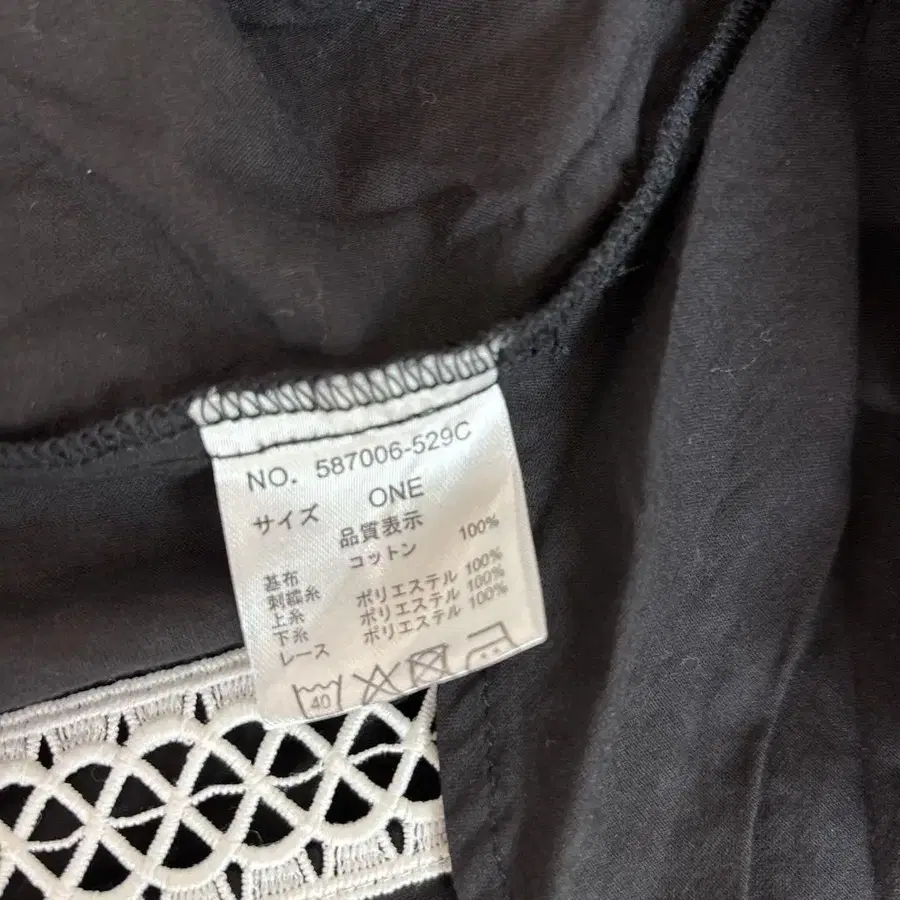 NO. 587006-529C
サイズ ONE
品質表示
基布 コットン 100%
刺繍糸
上糸 ポリエステル 100%
下糸 ポリエステル 100%
レース ポリエステル 100%
40